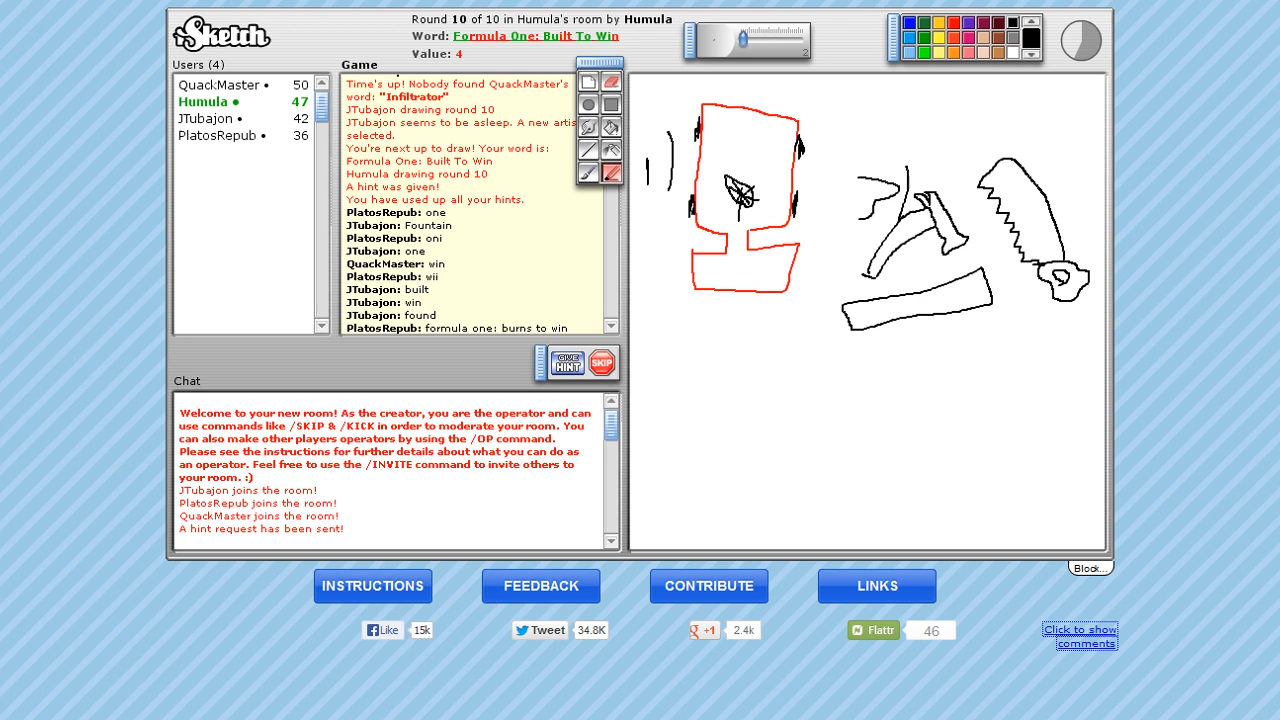 iSketch
Round 10 of 10 in Humula's room by Humula
Word: Formula One: Built To Win
Value: 4
2
Users (4)
QuackMaster • 50
Humula • 47
JTubajon • 42
PlatosRepub • 36
Game
Time's up! Nobody found QuackMaster's
word: "Infiltrator"
JTubajon drawing round 10
JTubajon seems to be asleep. A new artis
selected.
You're next up to draw! Your word is:
Formula One: Built To Win
Humula drawing round 10
A hint was given!
You have used up all your hints.
PlatosRepub: one
JTubajon: Fountain
PlatosRepub: oni
JTubajon: one
QuackMaster: win
PlatosRepub: wii
JTubajon: built
JTubajon: win
JTubajon: found
PlatosRepub: formula one: burns to win
GIVE
HINT
SKIP
Chat
Welcome to your new room! As the creator, you are the operator and can
use commands like /SKIP & /KICK in order to moderate your room. You
can also make other players operators by using the /OP command.
Please see the instructions for further details about what you can do as
an operator. Feel free to use the /INVITE command to invite others to
your room. :)
JTubajon joins the room!
PlatosRepub joins the room!
QuackMaster joins the room!
A hint request has been sent!
Block...
INSTRUCTIONS
FEEDBACK
CONTRIBUTE
LINKS
Like 15k
Tweet 34.8K
+1 2.4k
Flattr 46
Click to show
comments